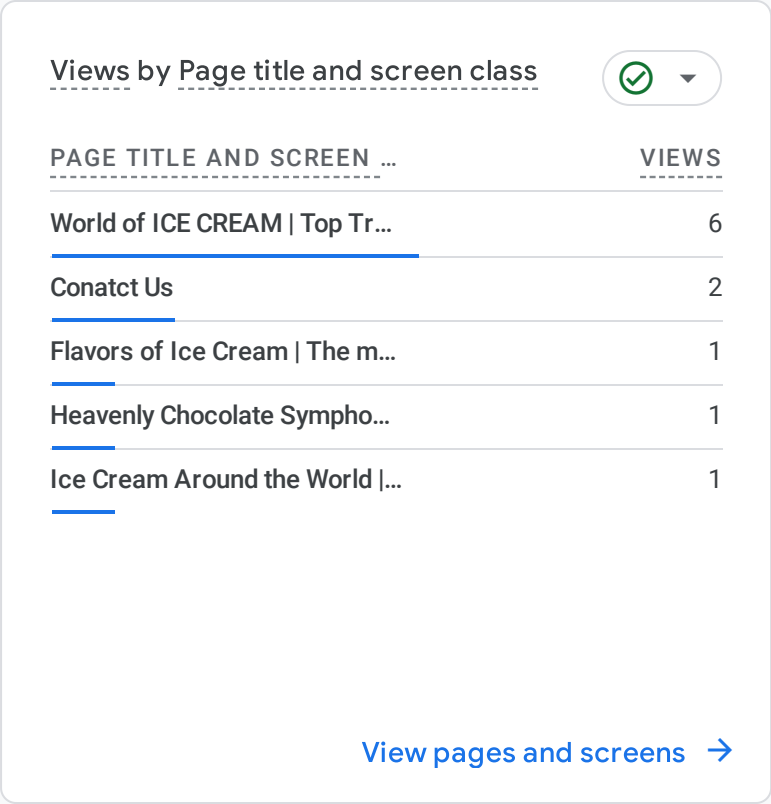 Views by Page title and screen class
PAGE TITLE AND SCREEN … VIEWS
World of ICE CREAM | Top Tr… 6
Conatct Us 2
Flavors of Ice Cream | The m… 1
Heavenly Chocolate Sympho… 1
Ice Cream Around the World |… 1
View pages and screens